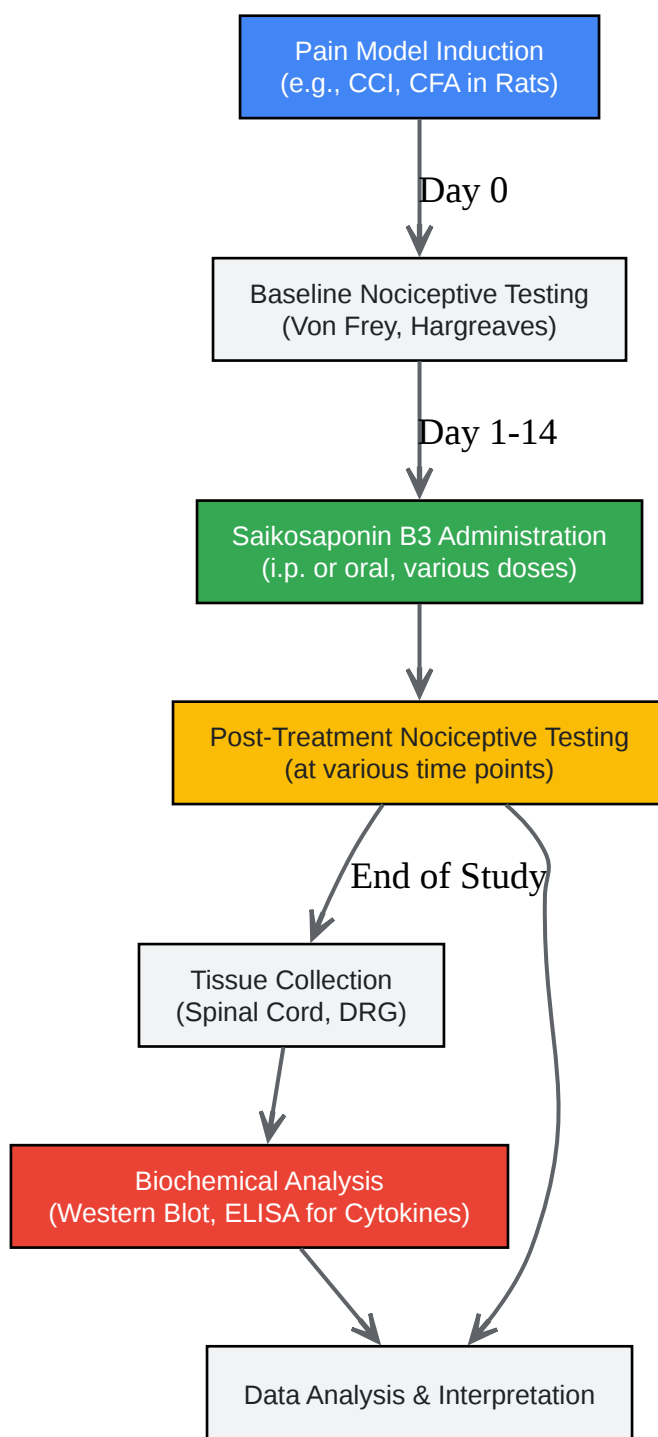 Pain Model Induction
(e.g., CCI, CFA in Rats)
Day 0
Baseline Nociceptive Testing
(Von Frey, Hargreaves)
Day 1-14
Saikosaponin B3 Administration
(i.p. or oral, various doses)
Post-Treatment Nociceptive Testing
(at various time points)
End of Study
Tissue Collection
(Spinal Cord, DRG)
Biochemical Analysis
(Western Blot, ELISA for Cytokines)
Data Analysis & Interpretation